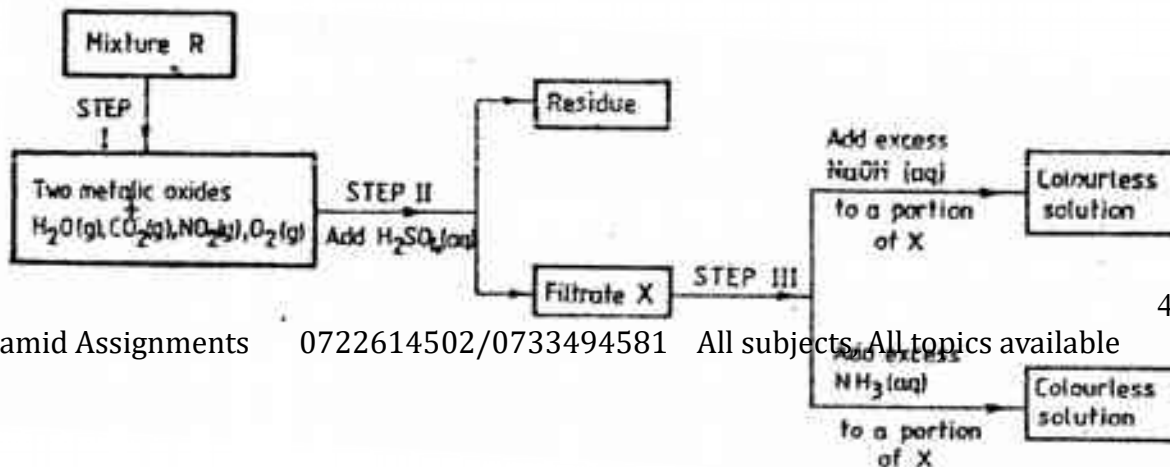 Mixture R
STEP
I
Two metalic oxides
+
H₂O(g),CO₂(g),NO₂(g),O₂(g)
STEP II
Add H₂SO₄(aq)
Residue
Filtrate X
STEP III
Add excess
NaOH (aq)
to a portion
of X
Colourless
solution
4
amid Assignments 0722614502/0733494581 All subjects, All topics available
Add excess
NH₃(aq)
to a portion
of X
Colourless
solution